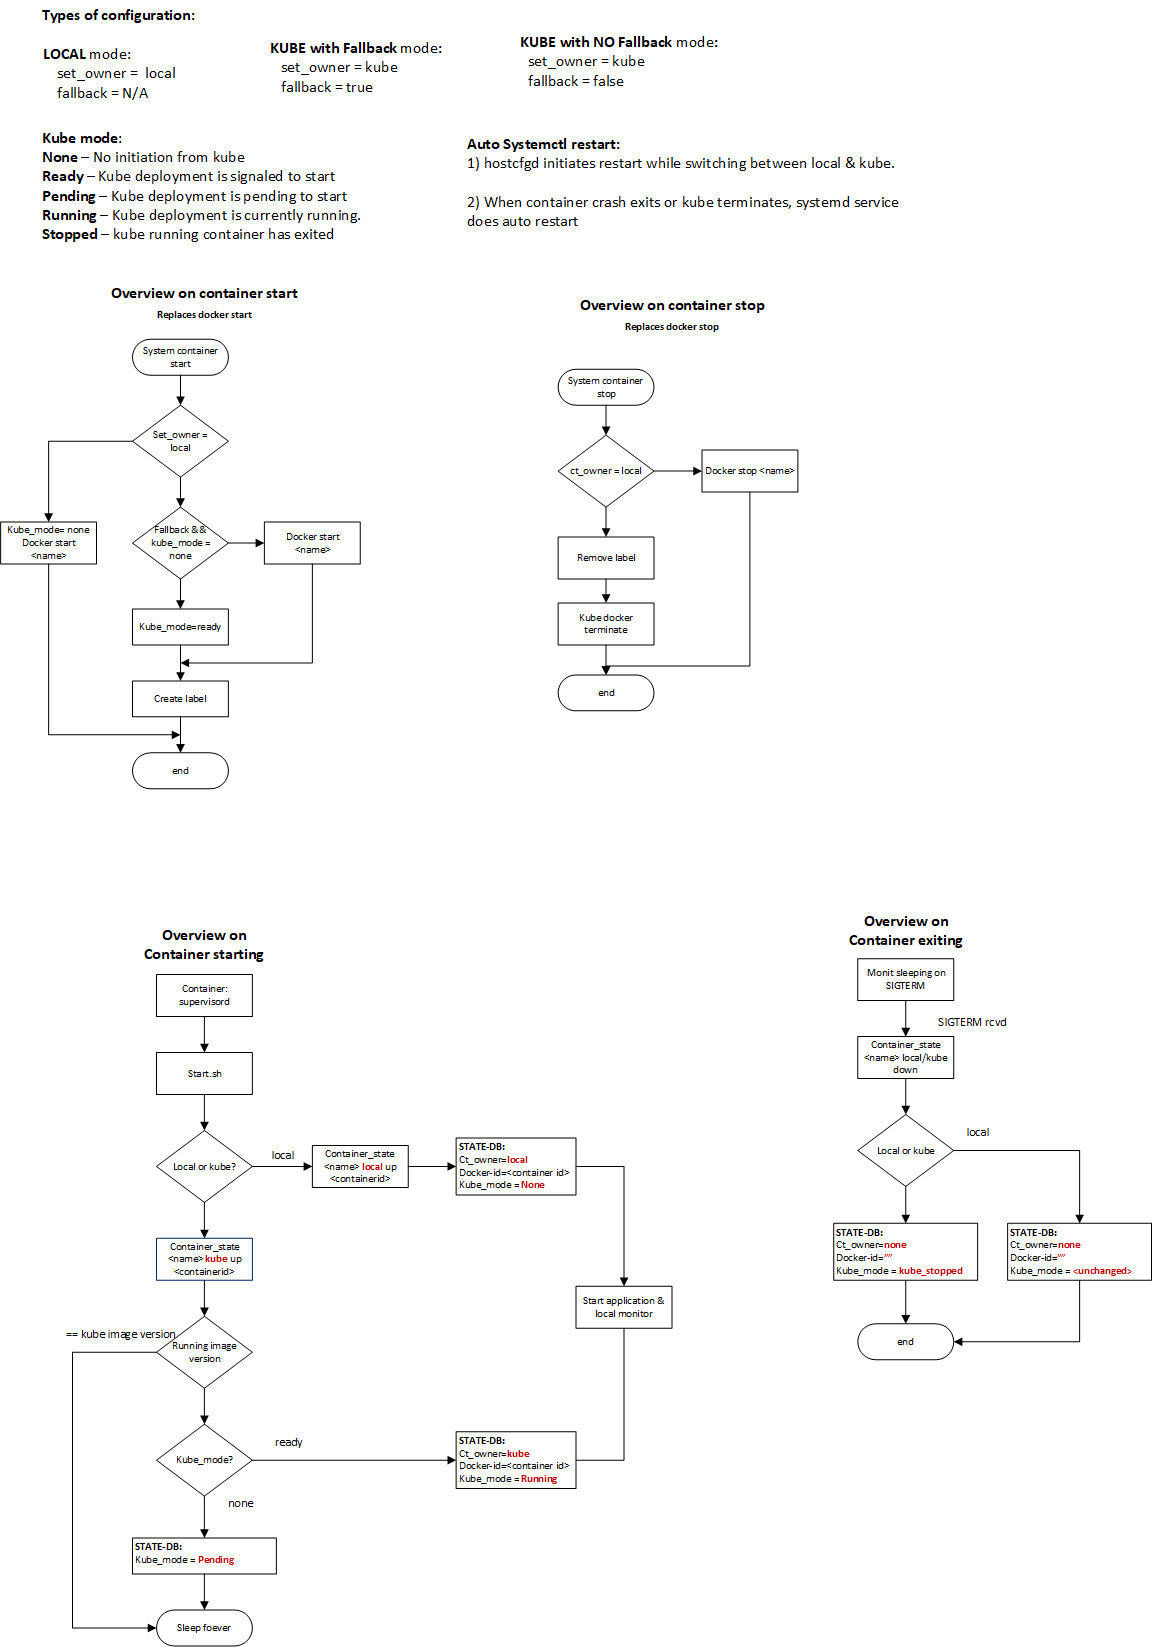 Types of configuration:
LOCAL mode:
set_owner = local
fallback = N/A
KUBE with Fallback mode:
set_owner = kube
fallback = true
KUBE with NO Fallback mode:
set_owner = kube
fallback = false
Kube mode:
None – No initiation from kube
Ready – Kube deployment is signaled to start
Pending – Kube deployment is pending to start
Running – Kube deployment is currently running.
Stopped – kube running container has exited
Auto Systemctl restart:
1) hostcfgd initiates restart while switching between local & kube.
2) When container crash exits or kube terminates, systemd service
does auto restart
Overview on container start
Replaces docker start
System container
start
Set_owner =
local
Kube_mode= none
Docker start
<name>
Fallback &&
kube_mode =
none
Docker start
<name>
Kube_mode=ready
Create label
end
Overview on container stop
Replaces docker stop
System container
stop
ct_owner = local
Docker stop <name>
Remove label
Kube docker
terminate
end
Overview on
Container starting
Container:
supervisord
Start.sh
Local or kube?
local
Container_state
<name> local up
<containerid>
STATE-DB:
Ct_owner=local
Docker-id=<container id>
Kube_mode = None
Container_state
<name> kube up
<containerid>
Start application &
local monitor
== kube image version
Running image
version
Kube_mode?
ready
STATE-DB:
Ct_owner=kube
Docker-id=<container id>
Kube_mode = Running
none
STATE-DB:
Kube_mode = Pending
Sleep foever
Overview on
Container exiting
Monit sleeping on
SIGTERM
SIGTERM rcvd
Container_state
<name> local/kube
down
Local or kube
local
STATE-DB:
Ct_owner=none
Docker-id=""
Kube_mode = kube_stopped
STATE-DB:
Ct_owner=none
Docker-id=""
Kube_mode = <unchanged>
end